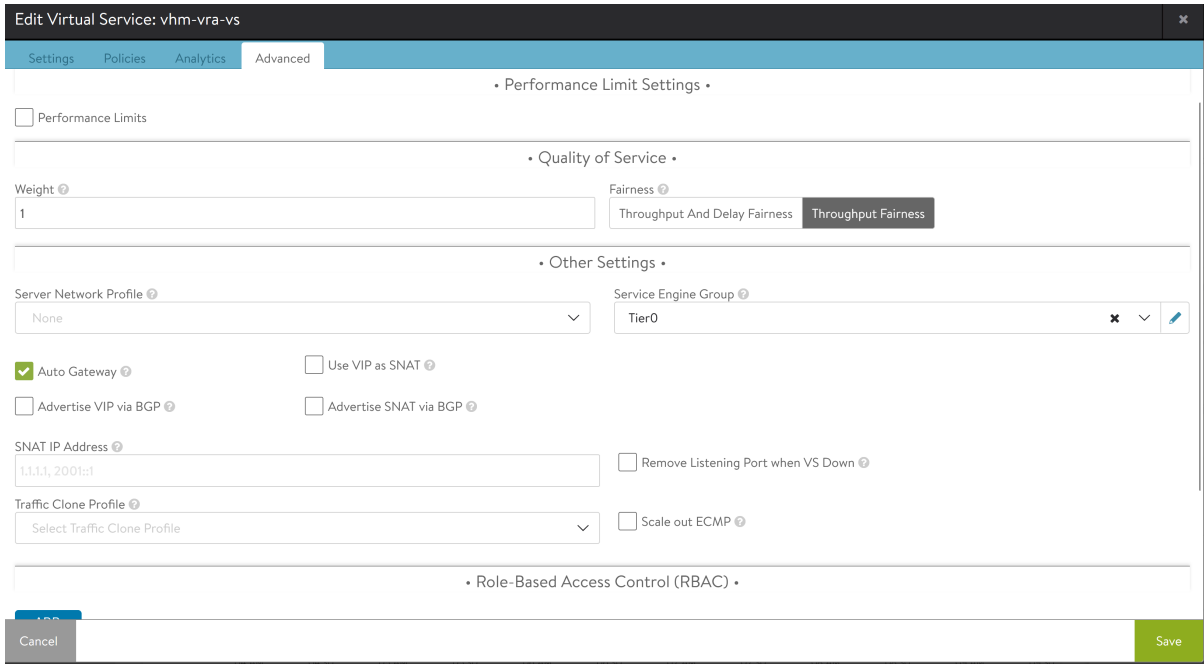 Edit Virtual Service: vhm-vra-vs
Settings Policies Analytics Advanced
• Performance Limit Settings •
Performance Limits
• Quality of Service •
Weight Fairness
1 Throughput And Delay Fairness Throughput Fairness
• Other Settings •
Server Network Profile Service Engine Group
None Tier0
Auto Gateway Use VIP as SNAT
Advertise VIP via BGP Advertise SNAT via BGP
SNAT IP Address
1.1.1.1, 2001::1 Remove Listening Port when VS Down
Traffic Clone Profile
Select Traffic Clone Profile Scale out ECMP
• Role-Based Access Control (RBAC) •
Cancel Save